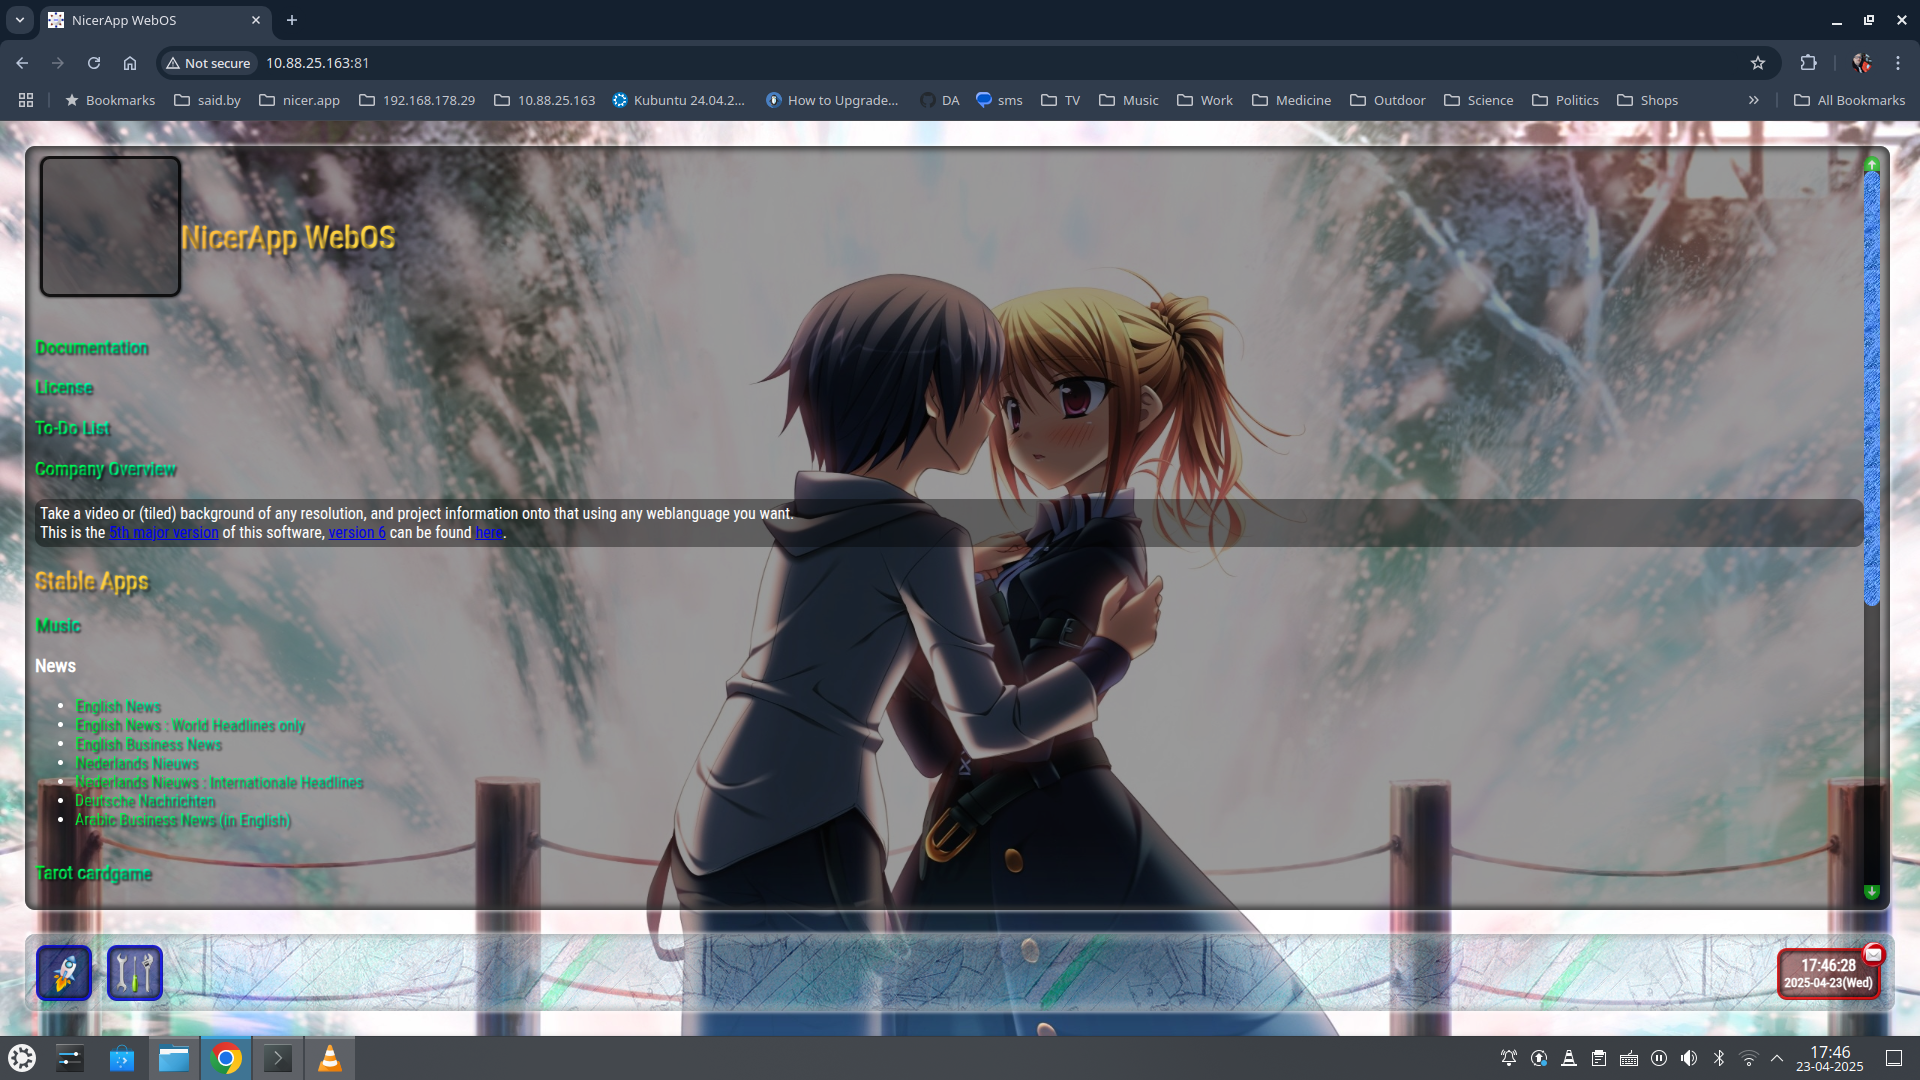 NicerApp WebOS
Not secure
10.88.25.163:81
Bookmarks
said.by
nicer.app
192.168.178.29
10.88.25.163
Kubuntu 24.04.2...
How to Upgrade...
DA
sms
TV
Music
Work
Medicine
Outdoor
Science
Politics
Shops
All Bookmarks
NicerApp WebOS
Documentation
License
To-Do List
Company Overview
Take a video or (tiled) background of any resolution, and project information onto that using any weblanguage you want.
This is the 5th major version of this software, version 6 can be found here.
Stable Apps
Music
News
English News
English News : World Headlines only
English Business News
Nederlands Nieuws
Nederlands Nieuws : Internationale Headlines
Deutsche Nachrichten
Arabic Business News (in English)
Tarot cardgame
17:46:28
2025-04-23(Wed)
17:46
23-04-2025